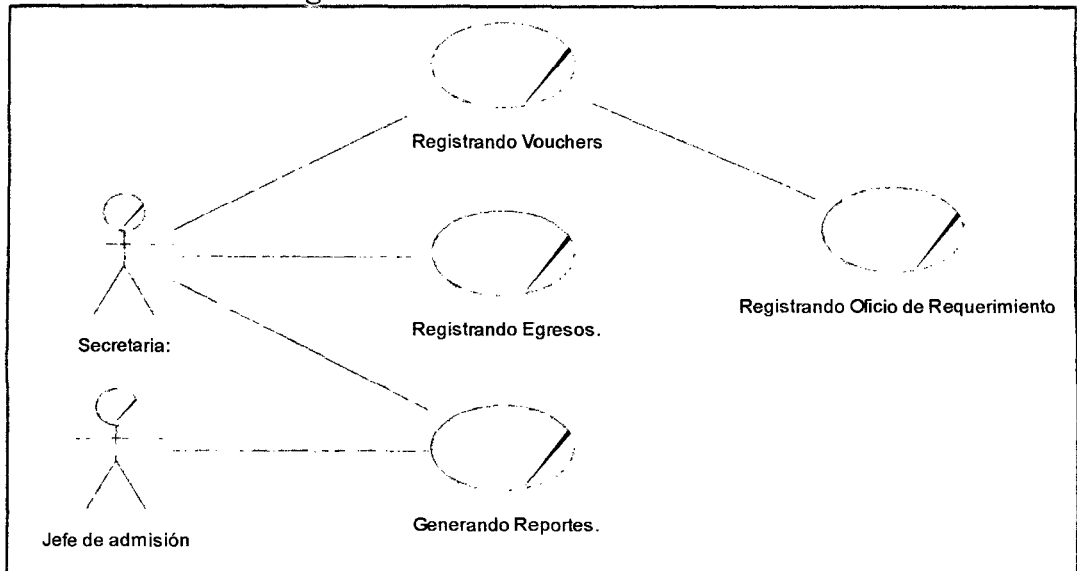 Registrando Vouchers
Registrando Oficio de Requerimiento
Registrando Egresos.
Secretaria:
Generando Reportes.
Jefe de admisión